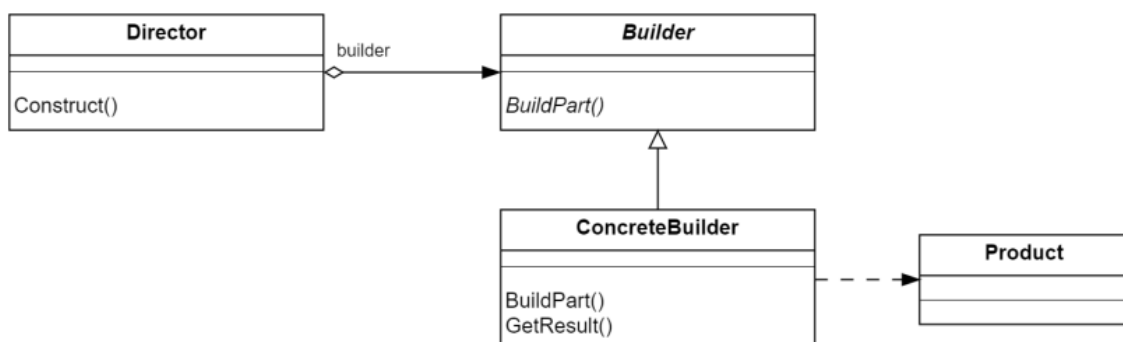 Director
Construct()
builder
Builder
BuildPart()
ConcreteBuilder
BuildPart()
GetResult()
Product